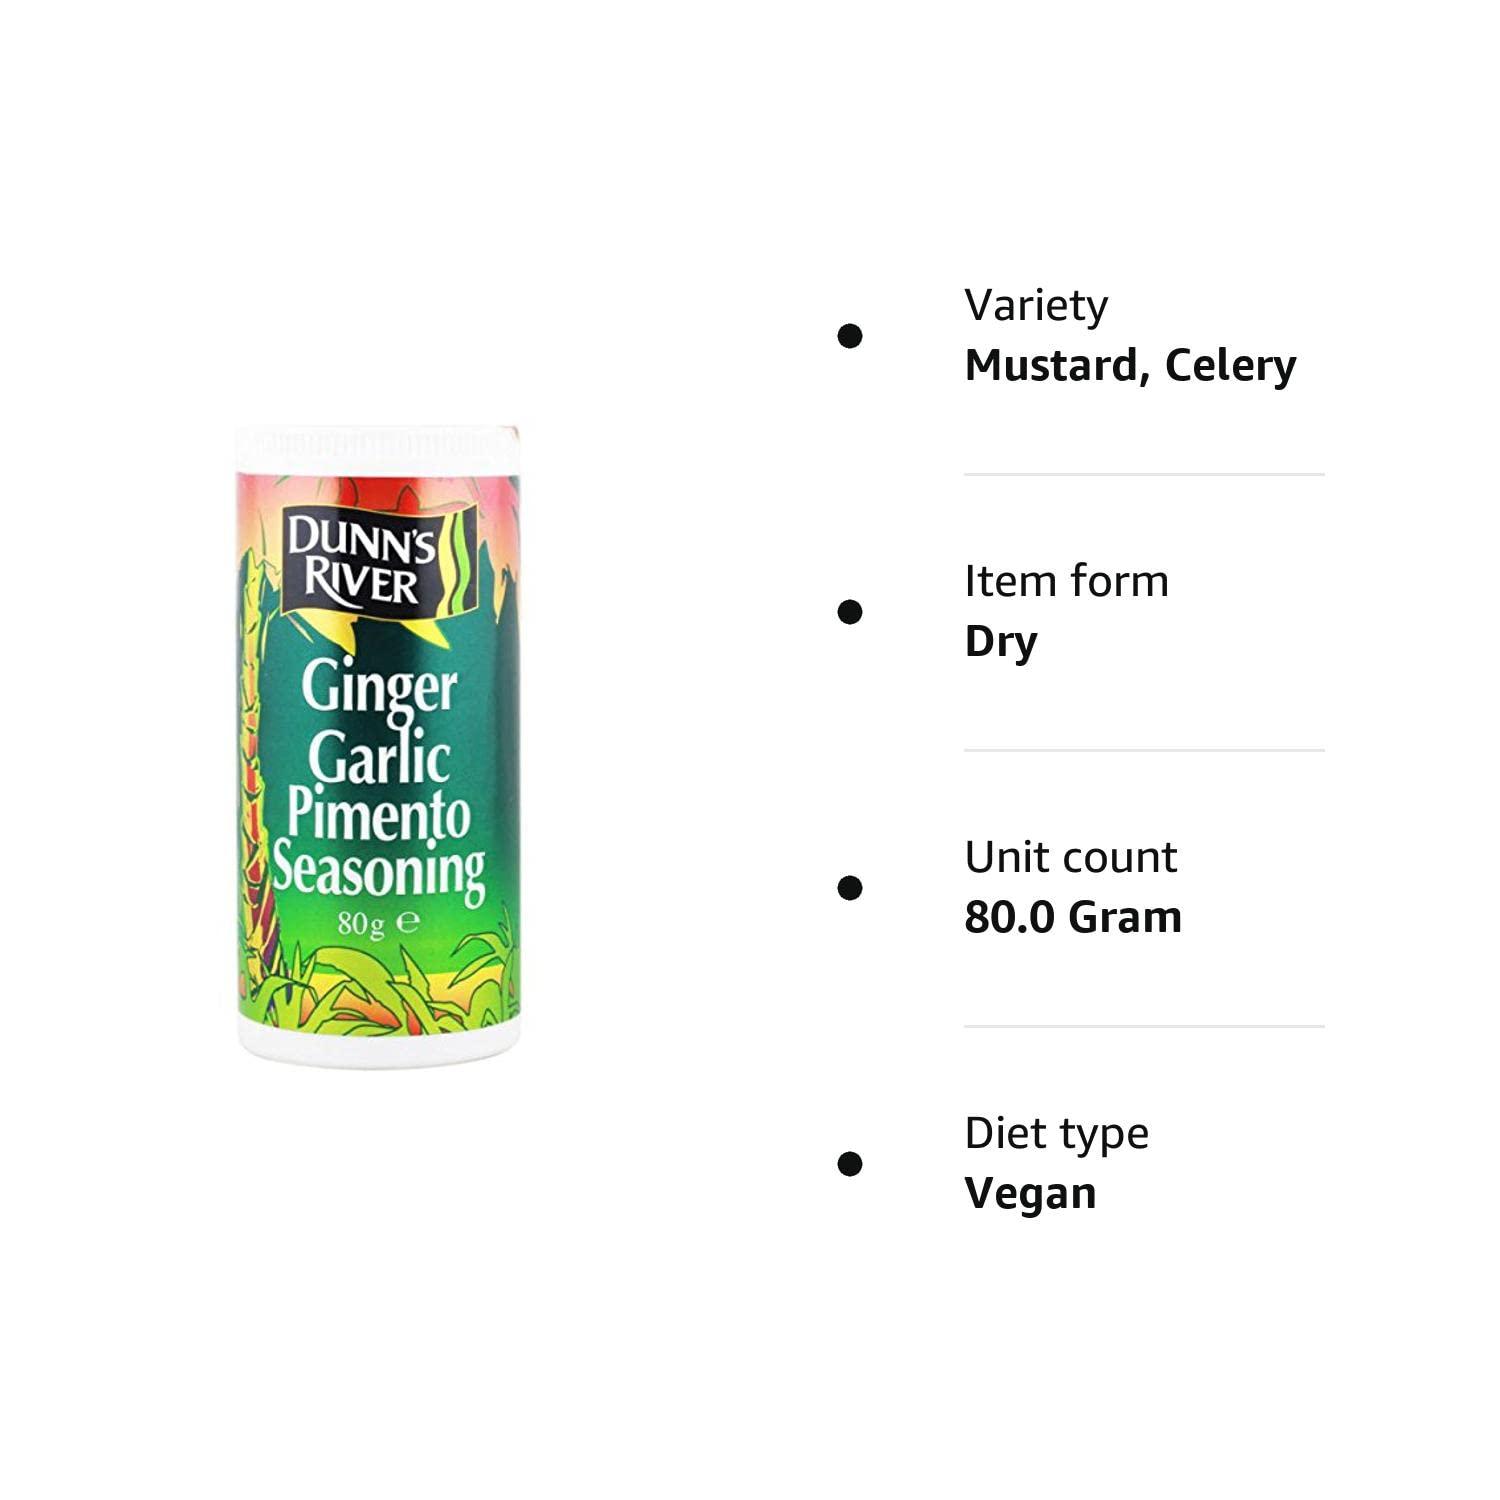 DUNN'S
RIVER
Ginger
Garlic
Pimento
Seasoning
80g ℮
Variety
Mustard, Celery
Item form
Dry
Unit count
80.0 Gram
Diet type
Vegan